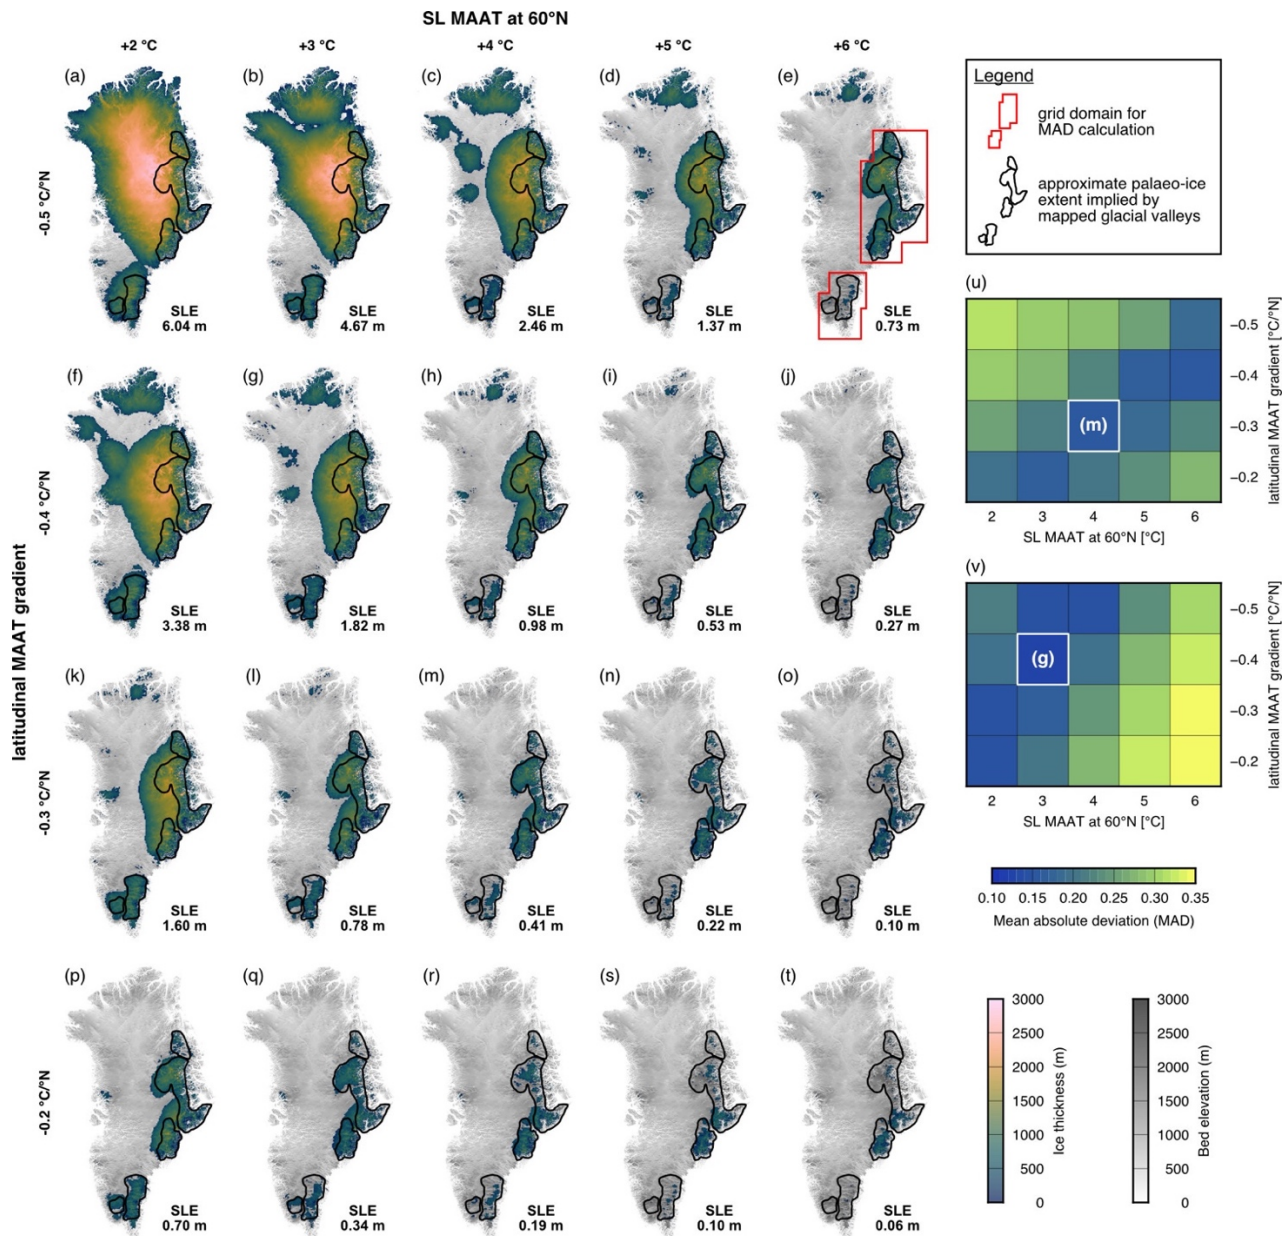 SL MAAT at 60°N
+2 °C +3 °C +4 °C +5 °C +6 °C
latitudinal MAAT gradient
-0.5 °C/°N
(a) (b) (c) (d) (e)
SLE SLE SLE SLE SLE
6.04 m 4.67 m 2.46 m 1.37 m 0.73 m
-0.4 °C/°N
(f) (g) (h) (i) (j)
SLE SLE SLE SLE SLE
3.38 m 1.82 m 0.98 m 0.53 m 0.27 m
-0.3 °C/°N
(k) (l) (m) (n) (o)
SLE SLE SLE SLE SLE
1.60 m 0.78 m 0.41 m 0.22 m 0.10 m
-0.2 °C/°N
(p) (q) (r) (s) (t)
SLE SLE SLE SLE SLE
0.70 m 0.34 m 0.19 m 0.10 m 0.06 m
Legend
grid domain for
MAD calculation
approximate palaeo-ice
extent implied by
mapped glacial valleys
(u)
−0.5
−0.4
(m) −0.3
−0.2
latitudinal MAAT gradient [°C/°N]
2 3 4 5 6
SL MAAT at 60°N [°C]
(v)
−0.5
(g) −0.4
−0.3
−0.2
latitudinal MAAT gradient [°C/°N]
2 3 4 5 6
SL MAAT at 60°N [°C]
0.10 0.15 0.20 0.25 0.30 0.35
Mean absolute deviation (MAD)
3000
2500
2000
1500
1000
500
0
Ice thickness (m)
3000
2500
2000
1500
1000
500
0
Bed elevation (m)